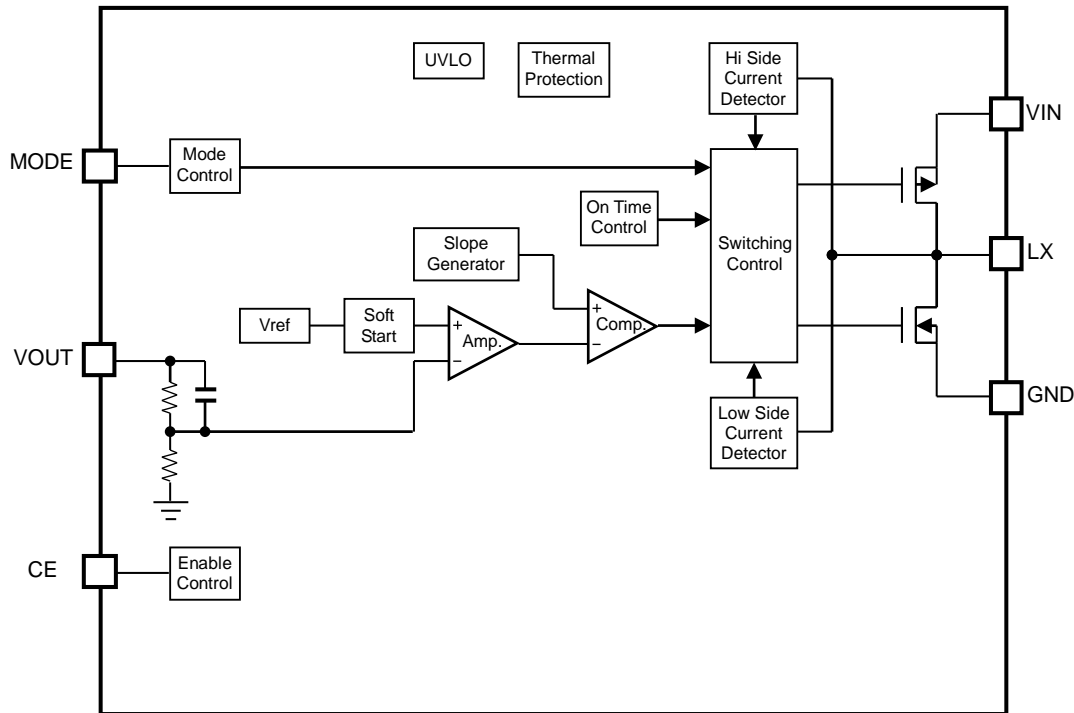 UVLO
Thermal
Protection
Hi Side
Current
Detector
VIN
MODE
Mode
Control
On Time
Control
Switching
Control
Slope
Generator
LX
Vref
Soft
Start
+
Amp.
−
+
Comp.
−
VOUT
GND
Low Side
Current
Detector
CE
Enable
Control